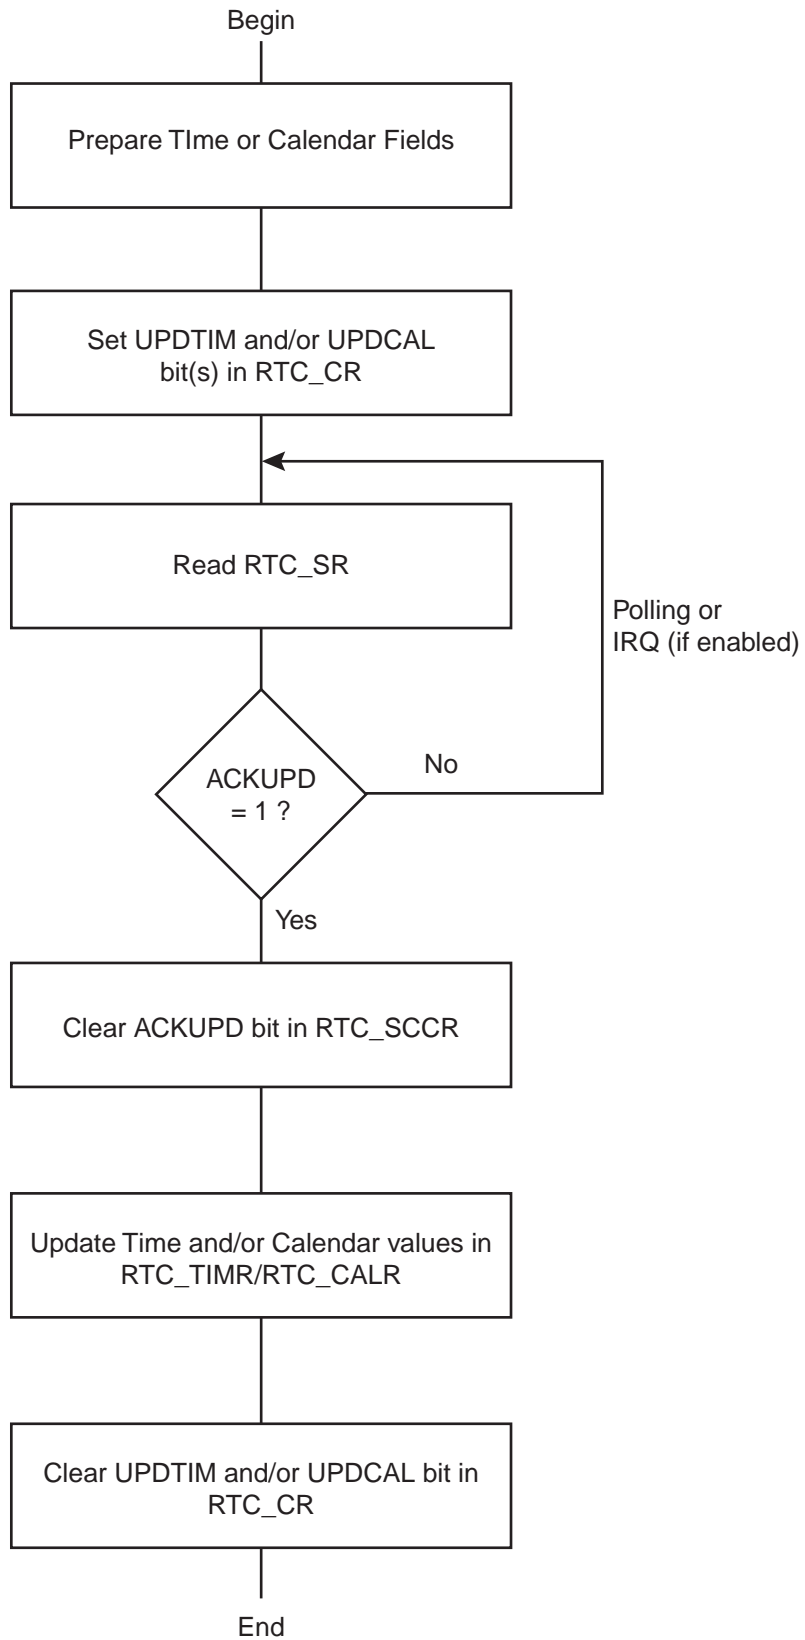 Begin
Prepare TIme or Calendar Fields
Set UPDTIM and/or UPDCAL
bit(s) in RTC_CR
Read RTC_SR
Polling or
IRQ (if enabled)
ACKUPD
= 1 ?
No
Yes
Clear ACKUPD bit in RTC_SCCR
Update Time and/or Calendar values in
RTC_TIMR/RTC_CALR
Clear UPDTIM and/or UPDCAL bit in
RTC_CR
End